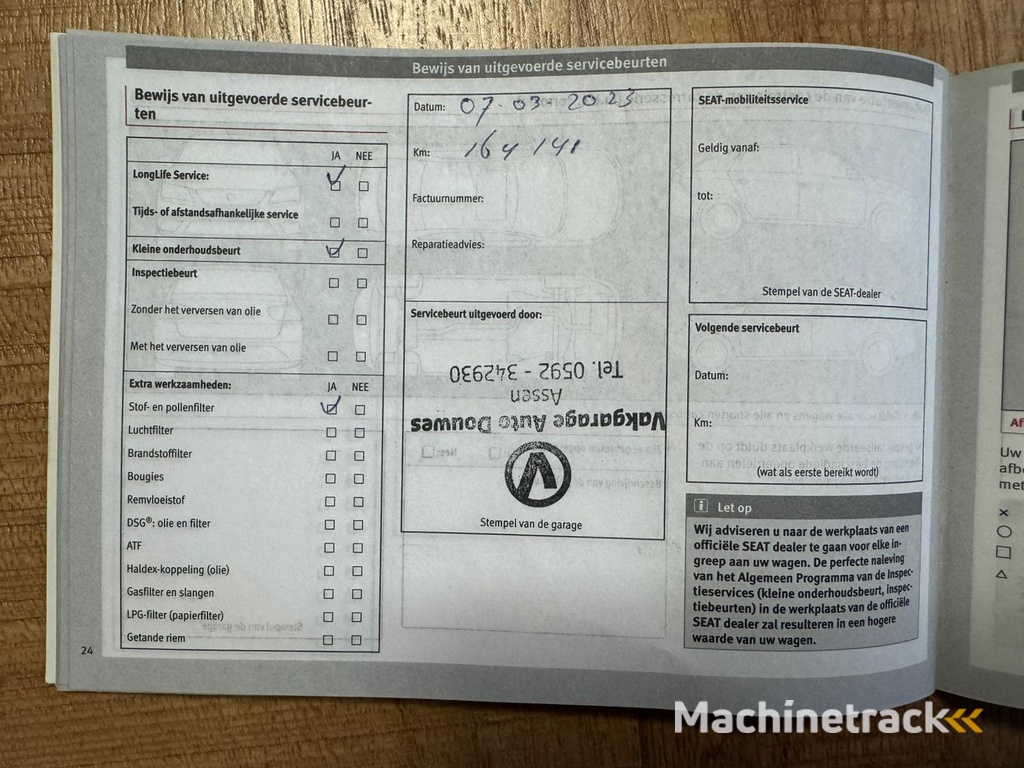 Bewijs van uitgevoerde servicebeurten
Bewijs van uitgevoerde servicebeur-
ten
JA NEE
LongLife Service:
Tijds- of afstandsafhankelijke service
Kleine onderhoudsbeurt
Inspectiebeurt
Zonder het verversen van olie
Met het verversen van olie
Extra werkzaamheden: JA NEE
Stof- en pollenfilter
Luchtfilter
Brandstoffilter
Bougies
Remvloeistof
DSG®: olie en filter
ATF
Haldex-koppeling (olie)
Gasfilter en slangen
LPG-filter (papierfilter)
Getande riem
24
Datum: 07-03-2023
Km: 164 141
Factuurnummer:
Reparatieadvies:
Servicebeurt uitgevoerd door:
Vakgarage Auto Douwes
Assen
Tel. 0592 - 342930
Stempel van de garage
SEAT-mobiliteitsservice
Geldig vanaf:
tot:
Stempel van de SEAT-dealer
Volgende servicebeurt
Datum:
Km:
(wat als eerste bereikt wordt)
i Let op
Wij adviseren u naar de werkplaats van een
officiële SEAT dealer te gaan voor elke in-
greep aan uw wagen. De perfecte naleving
van het Algemeen Programma van de Inspec-
tieservices (kleine onderhoudsbeurt, inspec-
tiebeurten) in de werkplaats van de officiële
SEAT dealer zal resulteren in een hogere
waarde van uw wagen.
Af
Uw
afb
met
Machinetrack